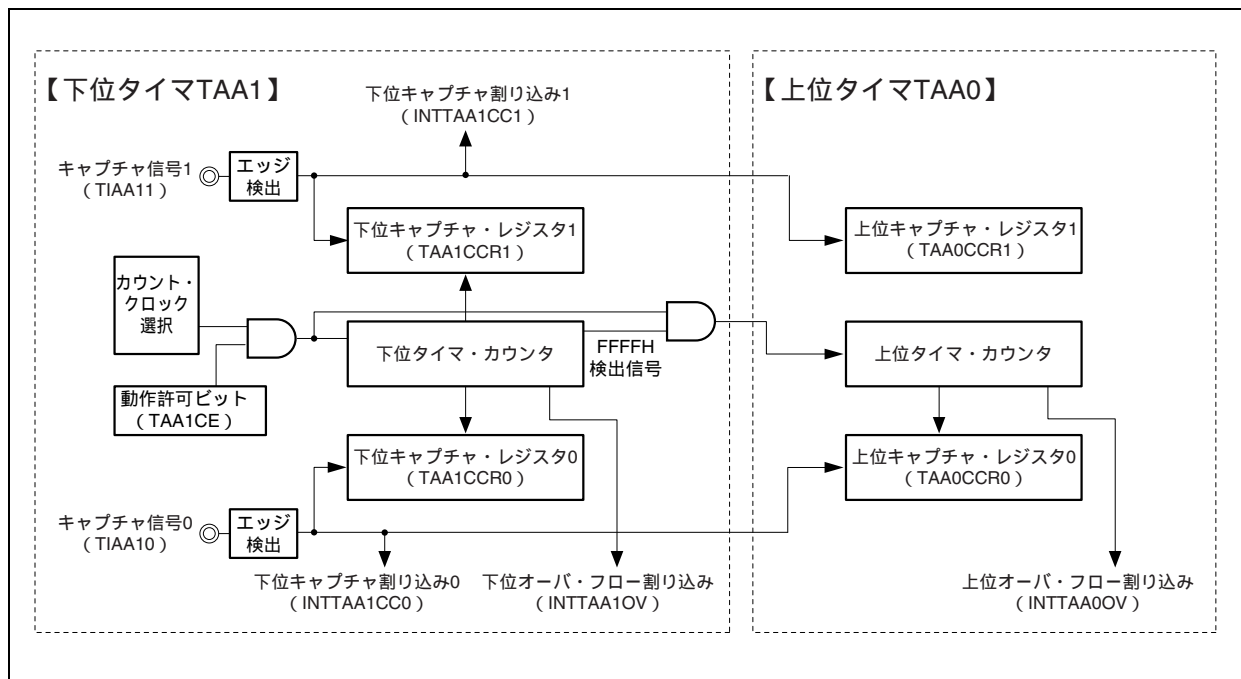 【下位タイマTAA1】
下位キャプチャ割り込み1
（INTTAA1CC1）
キャプチャ信号1
（TIAA11）
エッジ
検出
下位キャプチャ・レジスタ1
（TAA1CCR1）
カウント・
クロック
選択
下位タイマ・カウンタ
FFFFH
検出信号
動作許可ビット
（TAA1CE）
下位キャプチャ・レジスタ0
（TAA1CCR0）
キャプチャ信号0
（TIAA10）
エッジ
検出
下位キャプチャ割り込み0
（INTTAA1CC0）
下位オーバ・フロー割り込み
（INTTAA1OV）
【上位タイマTAA0】
上位キャプチャ・レジスタ1
（TAA0CCR1）
上位タイマ・カウンタ
上位キャプチャ・レジスタ0
（TAA0CCR0）
上位オーバ・フロー割り込み
（INTTAA0OV）